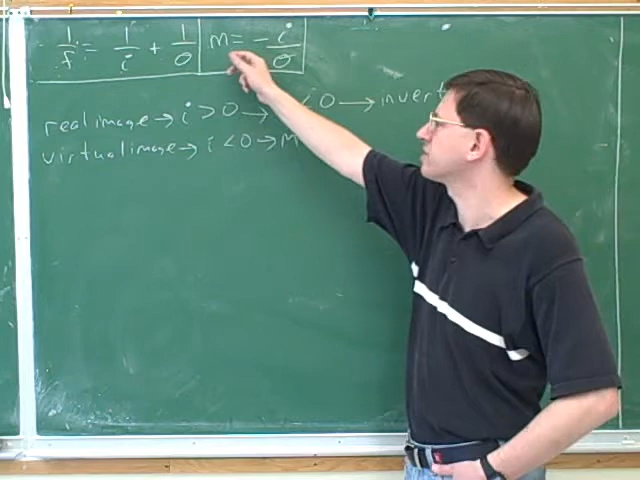 1/f = 1/i + 1/o m = - i/o
real image → i > 0 → < 0 → invert
virtual image → i < 0 → M